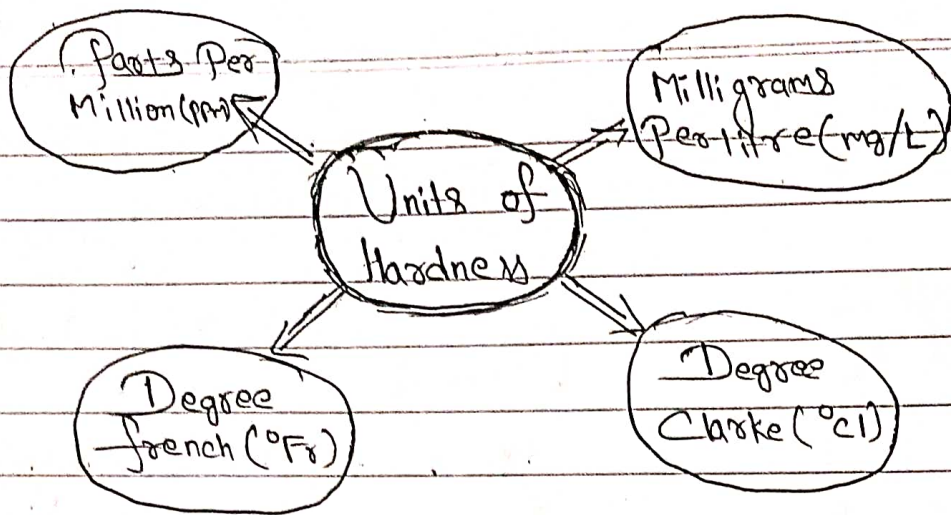 Parts Per
Million (ppm)
Milligrams
Per litre (mg/L)
Units of
Hardness
Degree
french (°Fr)
Degree
Clarke (°Cl)